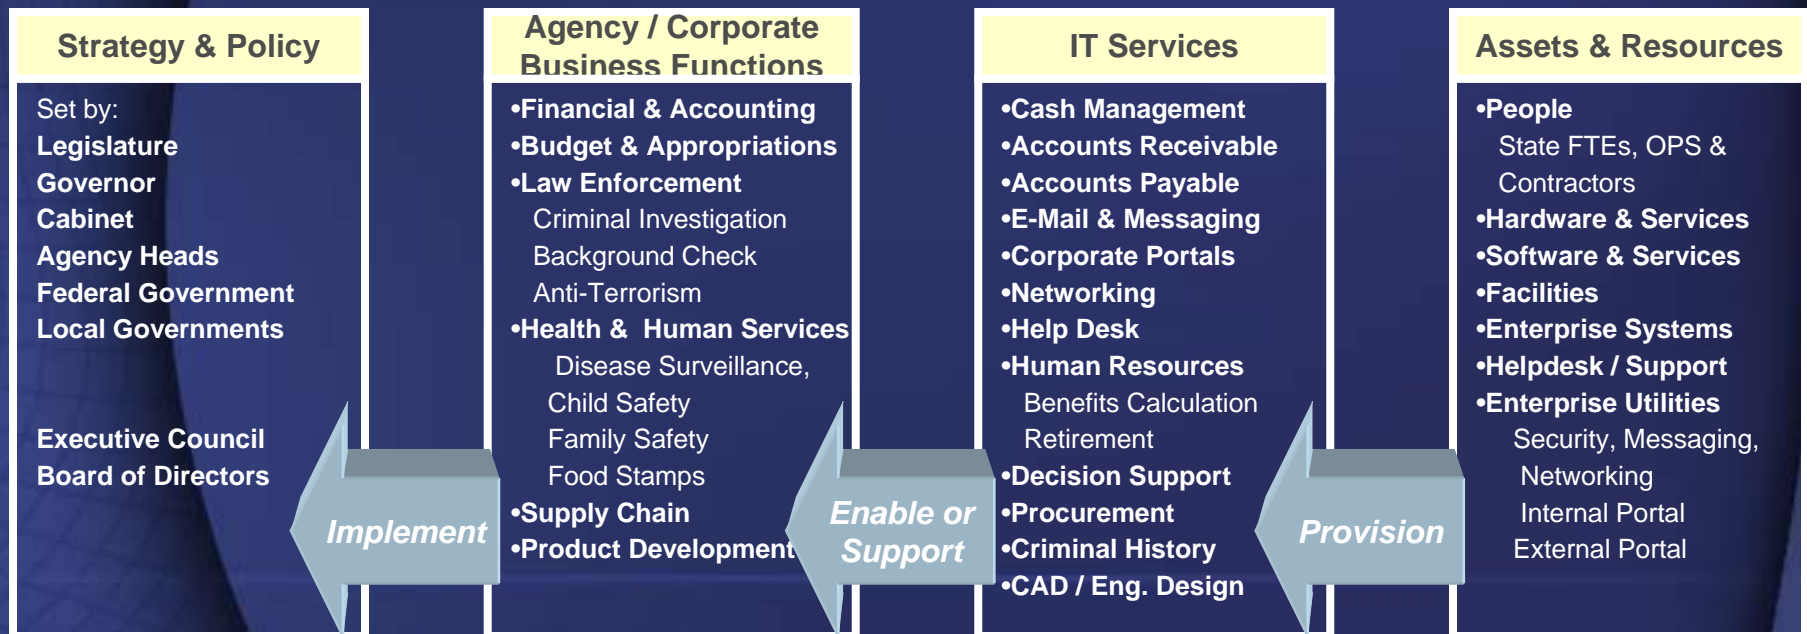 Strategy & Policy
Set by:
Legislature
Governor
Cabinet
Agency Heads
Federal Government
Local Governments
Executive Council
Board of Directors
Implement
Agency / Corporate
Business Functions
•Financial & Accounting
•Budget & Appropriations
•Law Enforcement
Criminal Investigation
Background Check
Anti-Terrorism
•Health &  Human Services
Disease Surveillance,
Child Safety
Family Safety
Food Stamps
•Supply Chain
•Product Development
Enable or
Support
IT Services
•Cash Management
•Accounts Receivable
•Accounts Payable
•E-Mail & Messaging
•Corporate Portals
•Networking
•Help Desk
•Human Resources
Benefits Calculation
Retirement
•Decision Support
•Procurement
•Criminal History
•CAD / Eng. Design
Provision
Assets & Resources
•People
State FTEs, OPS &
Contractors
•Hardware & Services
•Software & Services
•Facilities
•Enterprise Systems
•Helpdesk / Support
•Enterprise Utilities
Security, Messaging,
Networking
Internal Portal
External Portal